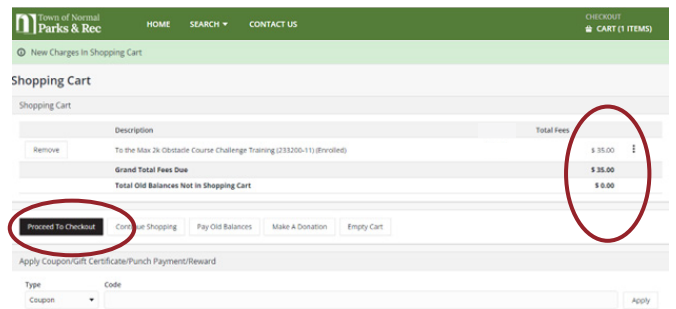 Town of Normal
Parks & Rec
HOME SEARCH CONTACT US
CHECKOUT
CART (1 ITEMS)
New Charges In Shopping Cart
Shopping Cart
Shopping Cart
Description Total Fees
Remove To the Max 2k Obstacle Course Challenge Training (233200-11) (Enrolled) $ 35.00
Grand Total Fees Due $ 35.00
Total Old Balances Not in Shopping Cart $ 0.00
Proceed To Checkout Continue Shopping Pay Old Balances Make A Donation Empty Cart
Apply Coupon/Gift Certificate/Punch Payment/Reward
Type Code
Coupon Apply